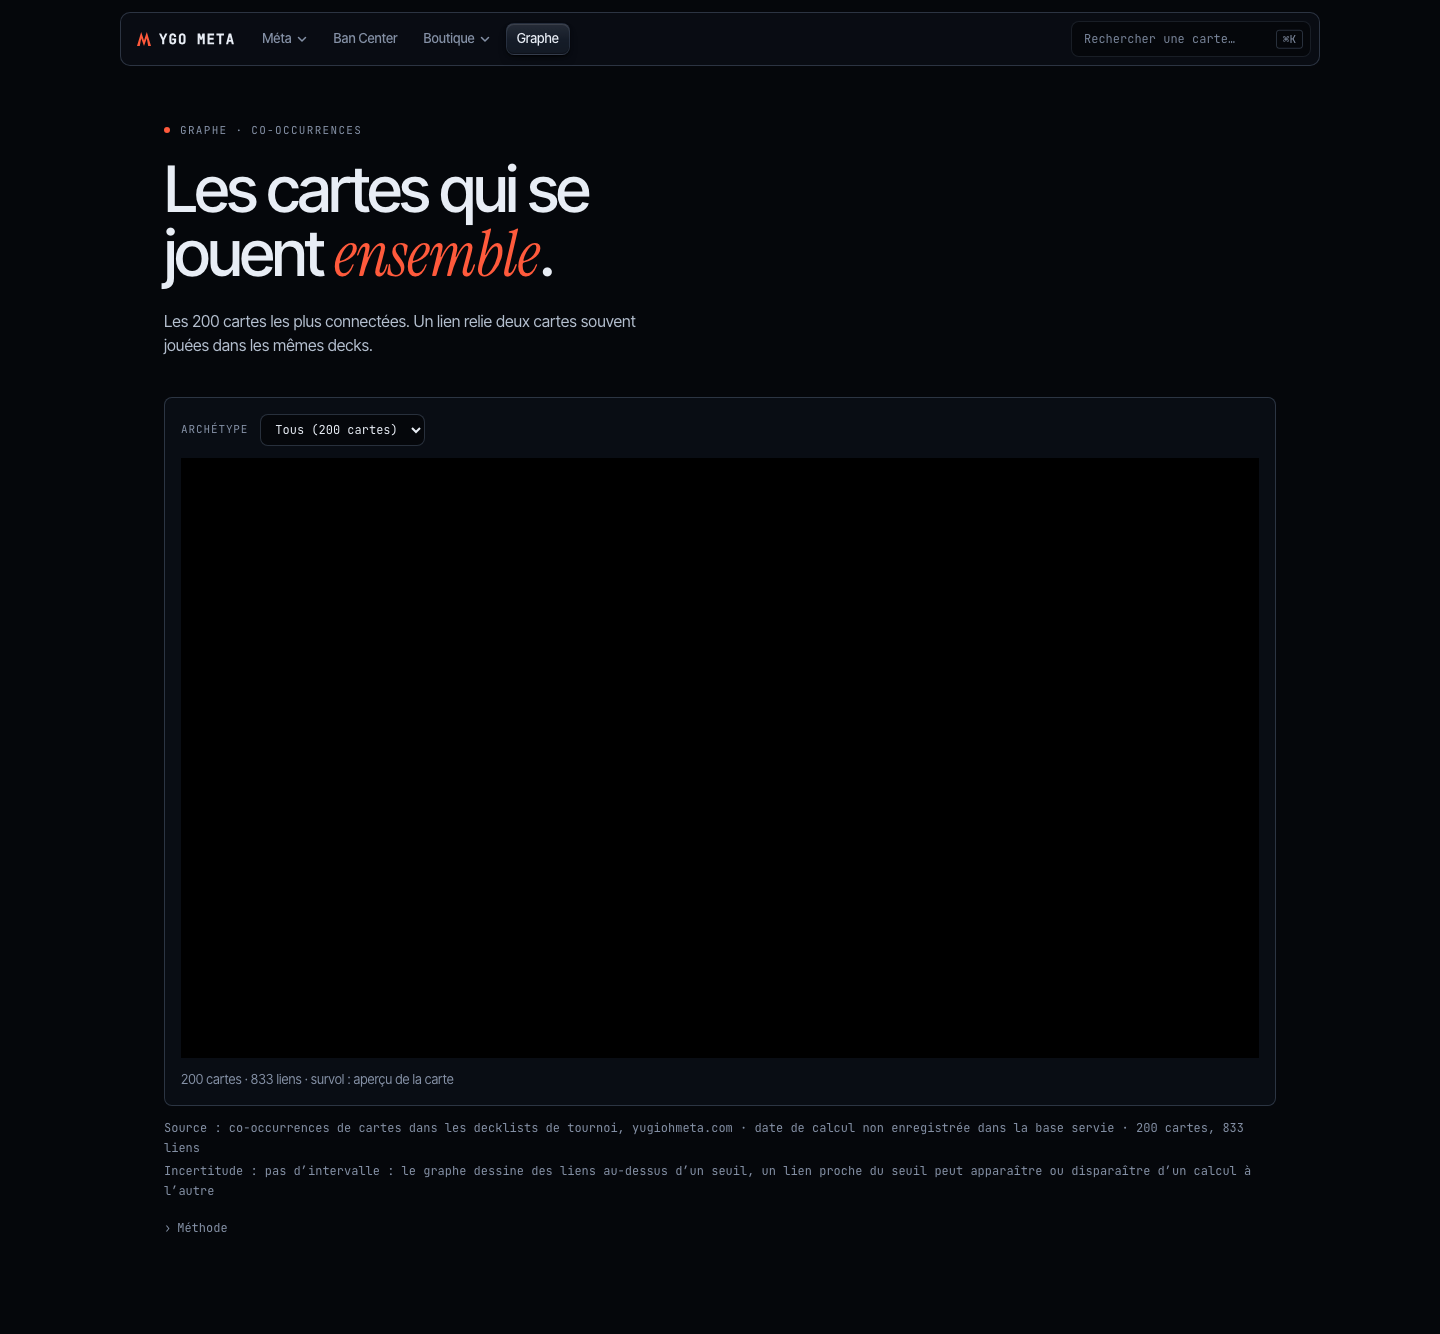 YGO META Méta Ban Center Boutique Graphe Rechercher une carte… ⌘K
GRAPHE · CO-OCCURRENCES
Les cartes qui se
jouent ensemble.
Les 200 cartes les plus connectées. Un lien relie deux cartes souvent
jouées dans les mêmes decks.
ARCHÉTYPE Tous (200 cartes)
200 cartes · 833 liens · survol : aperçu de la carte
Source : co-occurrences de cartes dans les decklists de tournoi, yugiohmeta.com · date de calcul non enregistrée dans la base servie · 200 cartes, 833
liens
Incertitude : pas d’intervalle : le graphe dessine des liens au-dessus d’un seuil, un lien proche du seuil peut apparaître ou disparaître d’un calcul à
l’autre
› Méthode